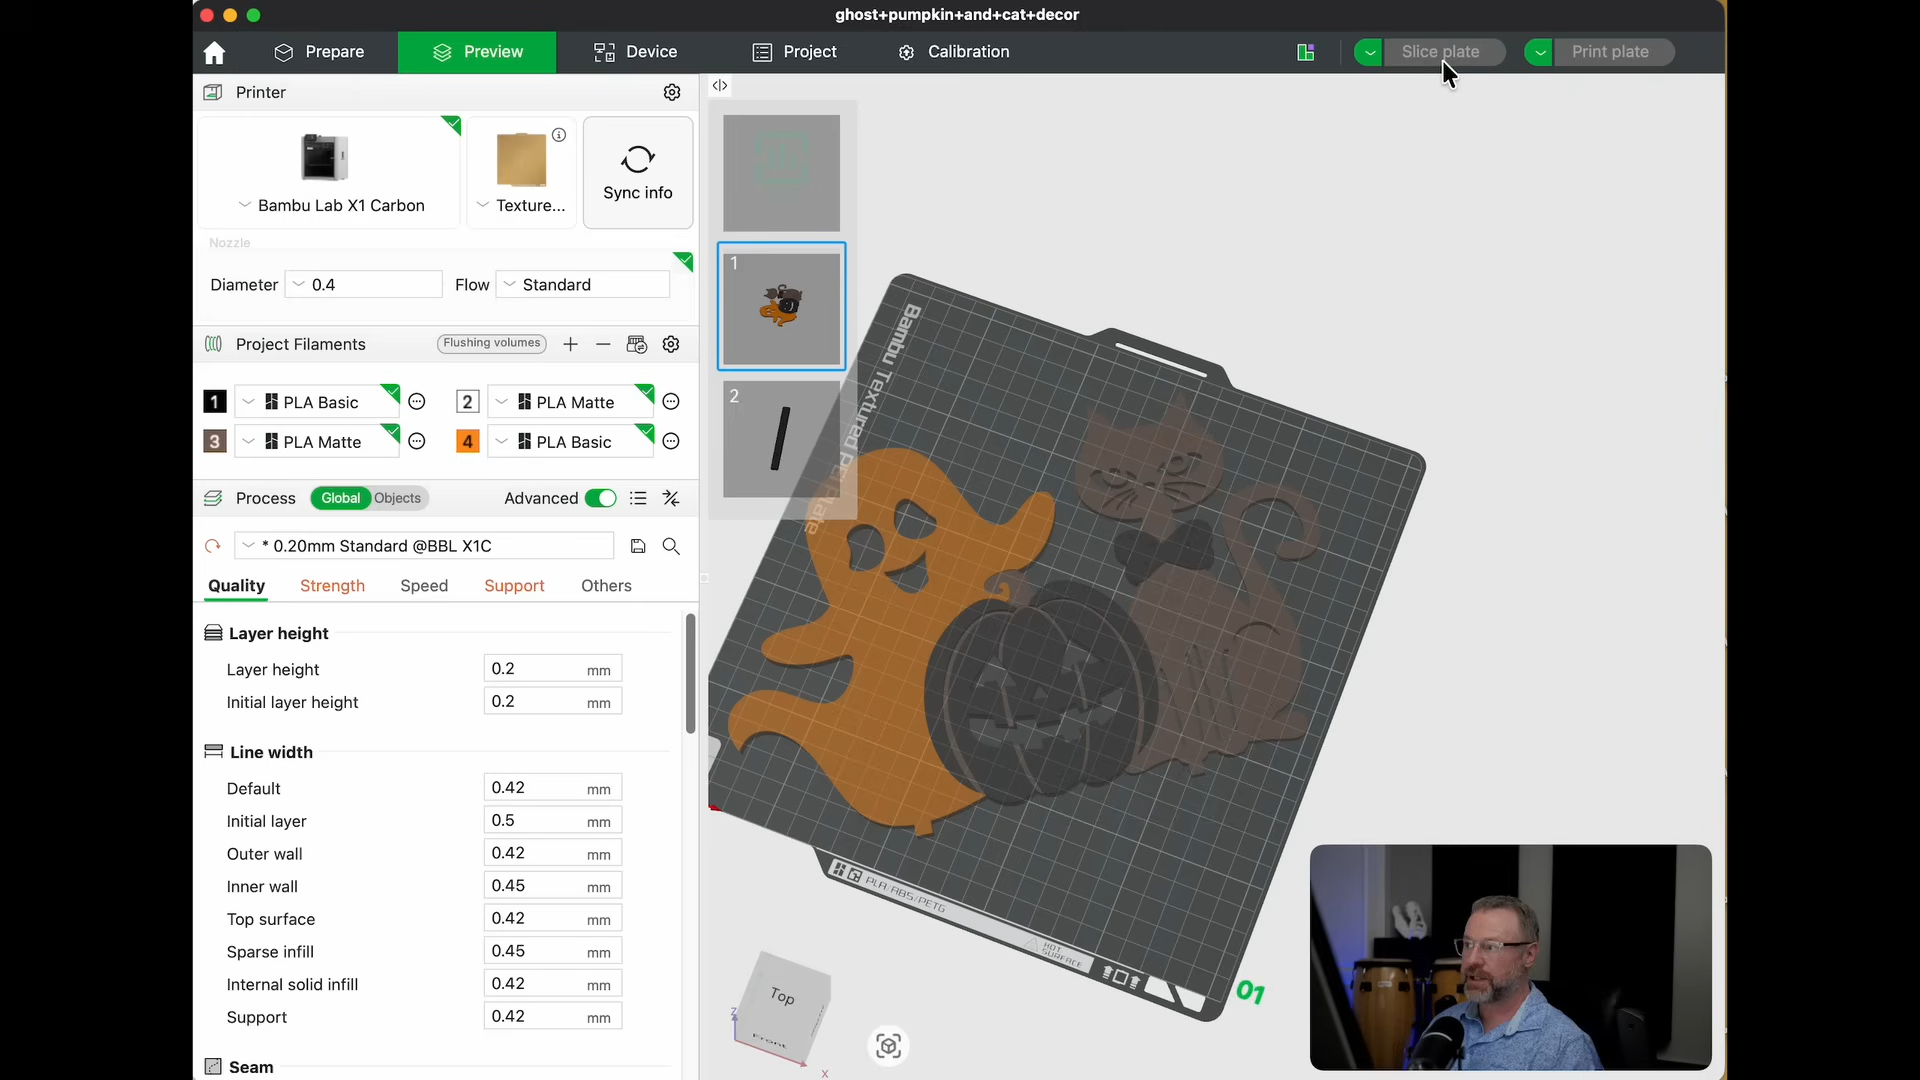 ghost+pumpkin+and+cat+decor
Prepare
Preview
Device
Project
Calibration
Slice plate
Print plate
Printer
Bambu Lab X1 Carbon
Texture...
Sync info
Nozzle
Diameter
0.4
Flow
Standard
Project Filaments
Flushing volumes
1 PLA Basic
2 PLA Matte
3 PLA Matte
4 PLA Basic
Process
Global
Objects
Advanced
* 0.20mm Standard @BBL X1C
Quality
Strength
Speed
Support
Others
Layer height
Layer height 0.2 mm
Initial layer height 0.2 mm
Line width
Default 0.42 mm
Initial layer 0.5 mm
Outer wall 0.42 mm
Inner wall 0.45 mm
Top surface 0.42 mm
Sparse infill 0.45 mm
Internal solid infill 0.42 mm
Support 0.42 mm
Seam
1
2
Bambu Textured PEI Plate
PLA/ABS/PETG
HOT
SURFACE
01
Top
Front
Z
X